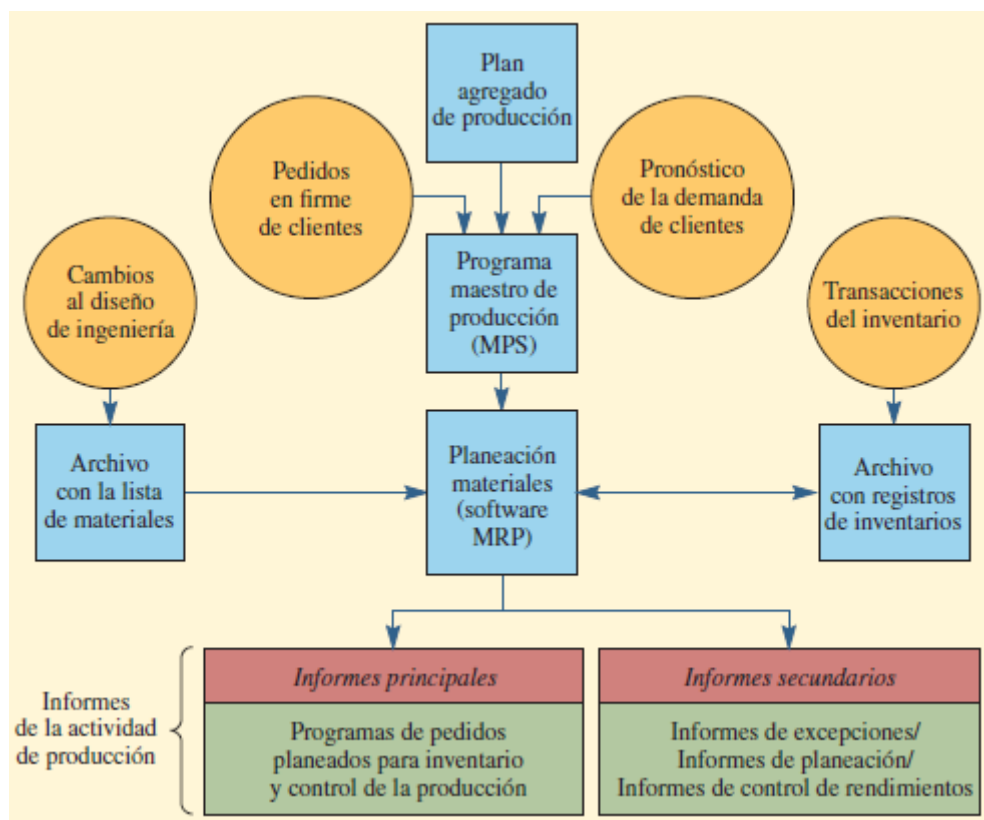 Plan
agregado
de producción
Pedidos
en firme
de clientes
Pronóstico
de la demanda
de clientes
Cambios
al diseño
de ingeniería
Programa
maestro de
producción
(MPS)
Transacciones
del inventario
Archivo
con la lista
de materiales
Planeación
materiales
(software
MRP)
Archivo
con registros
de inventarios
Informes
de la actividad
de producción
Informes principales
Programas de pedidos
planeados para inventario
y control de la producción
Informes secundarios
Informes de excepciones/
Informes de planeación/
Informes de control de rendimientos